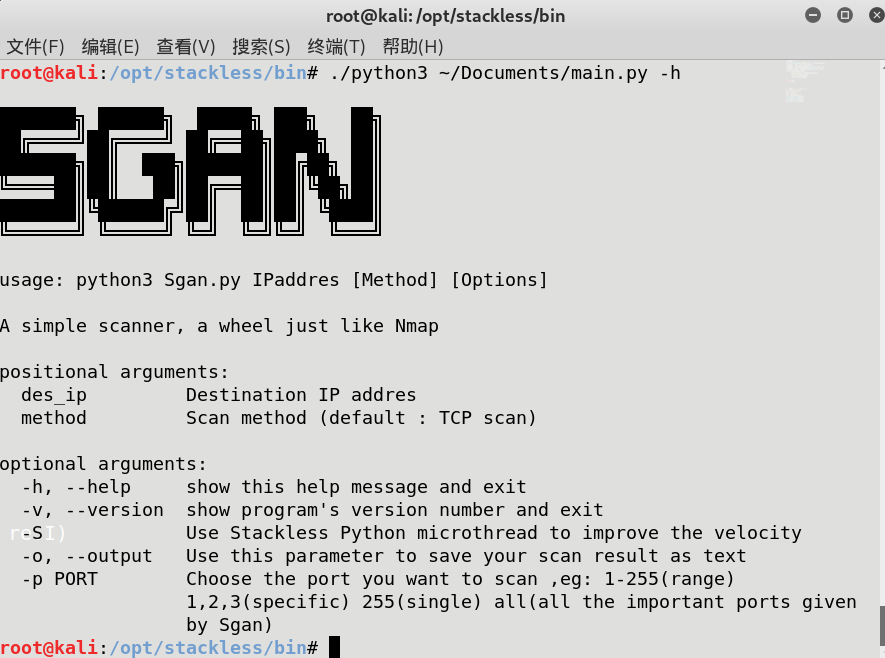 root@kali: /opt/stackless/bin
文件(F) 编辑(E) 查看(V) 搜索(S) 终端(T) 帮助(H)
root@kali:/opt/stackless/bin# ./python3 ~/Documents/main.py -h
SGAN
usage: python3 Sgan.py IPaddres [Method] [Options]
A simple scanner, a wheel just like Nmap
positional arguments:
des_ip Destination IP addres
method Scan method (default : TCP scan)
optional arguments:
-h, --help show this help message and exit
-v, --version show program's version number and exit
-S Use Stackless Python microthread to improve the velocity
-o, --output Use this parameter to save your scan result as text
-p PORT Choose the port you want to scan ,eg: 1-255(range)
1,2,3(specific) 255(single) all(all the important ports given
by Sgan)
root@kali:/opt/stackless/bin#